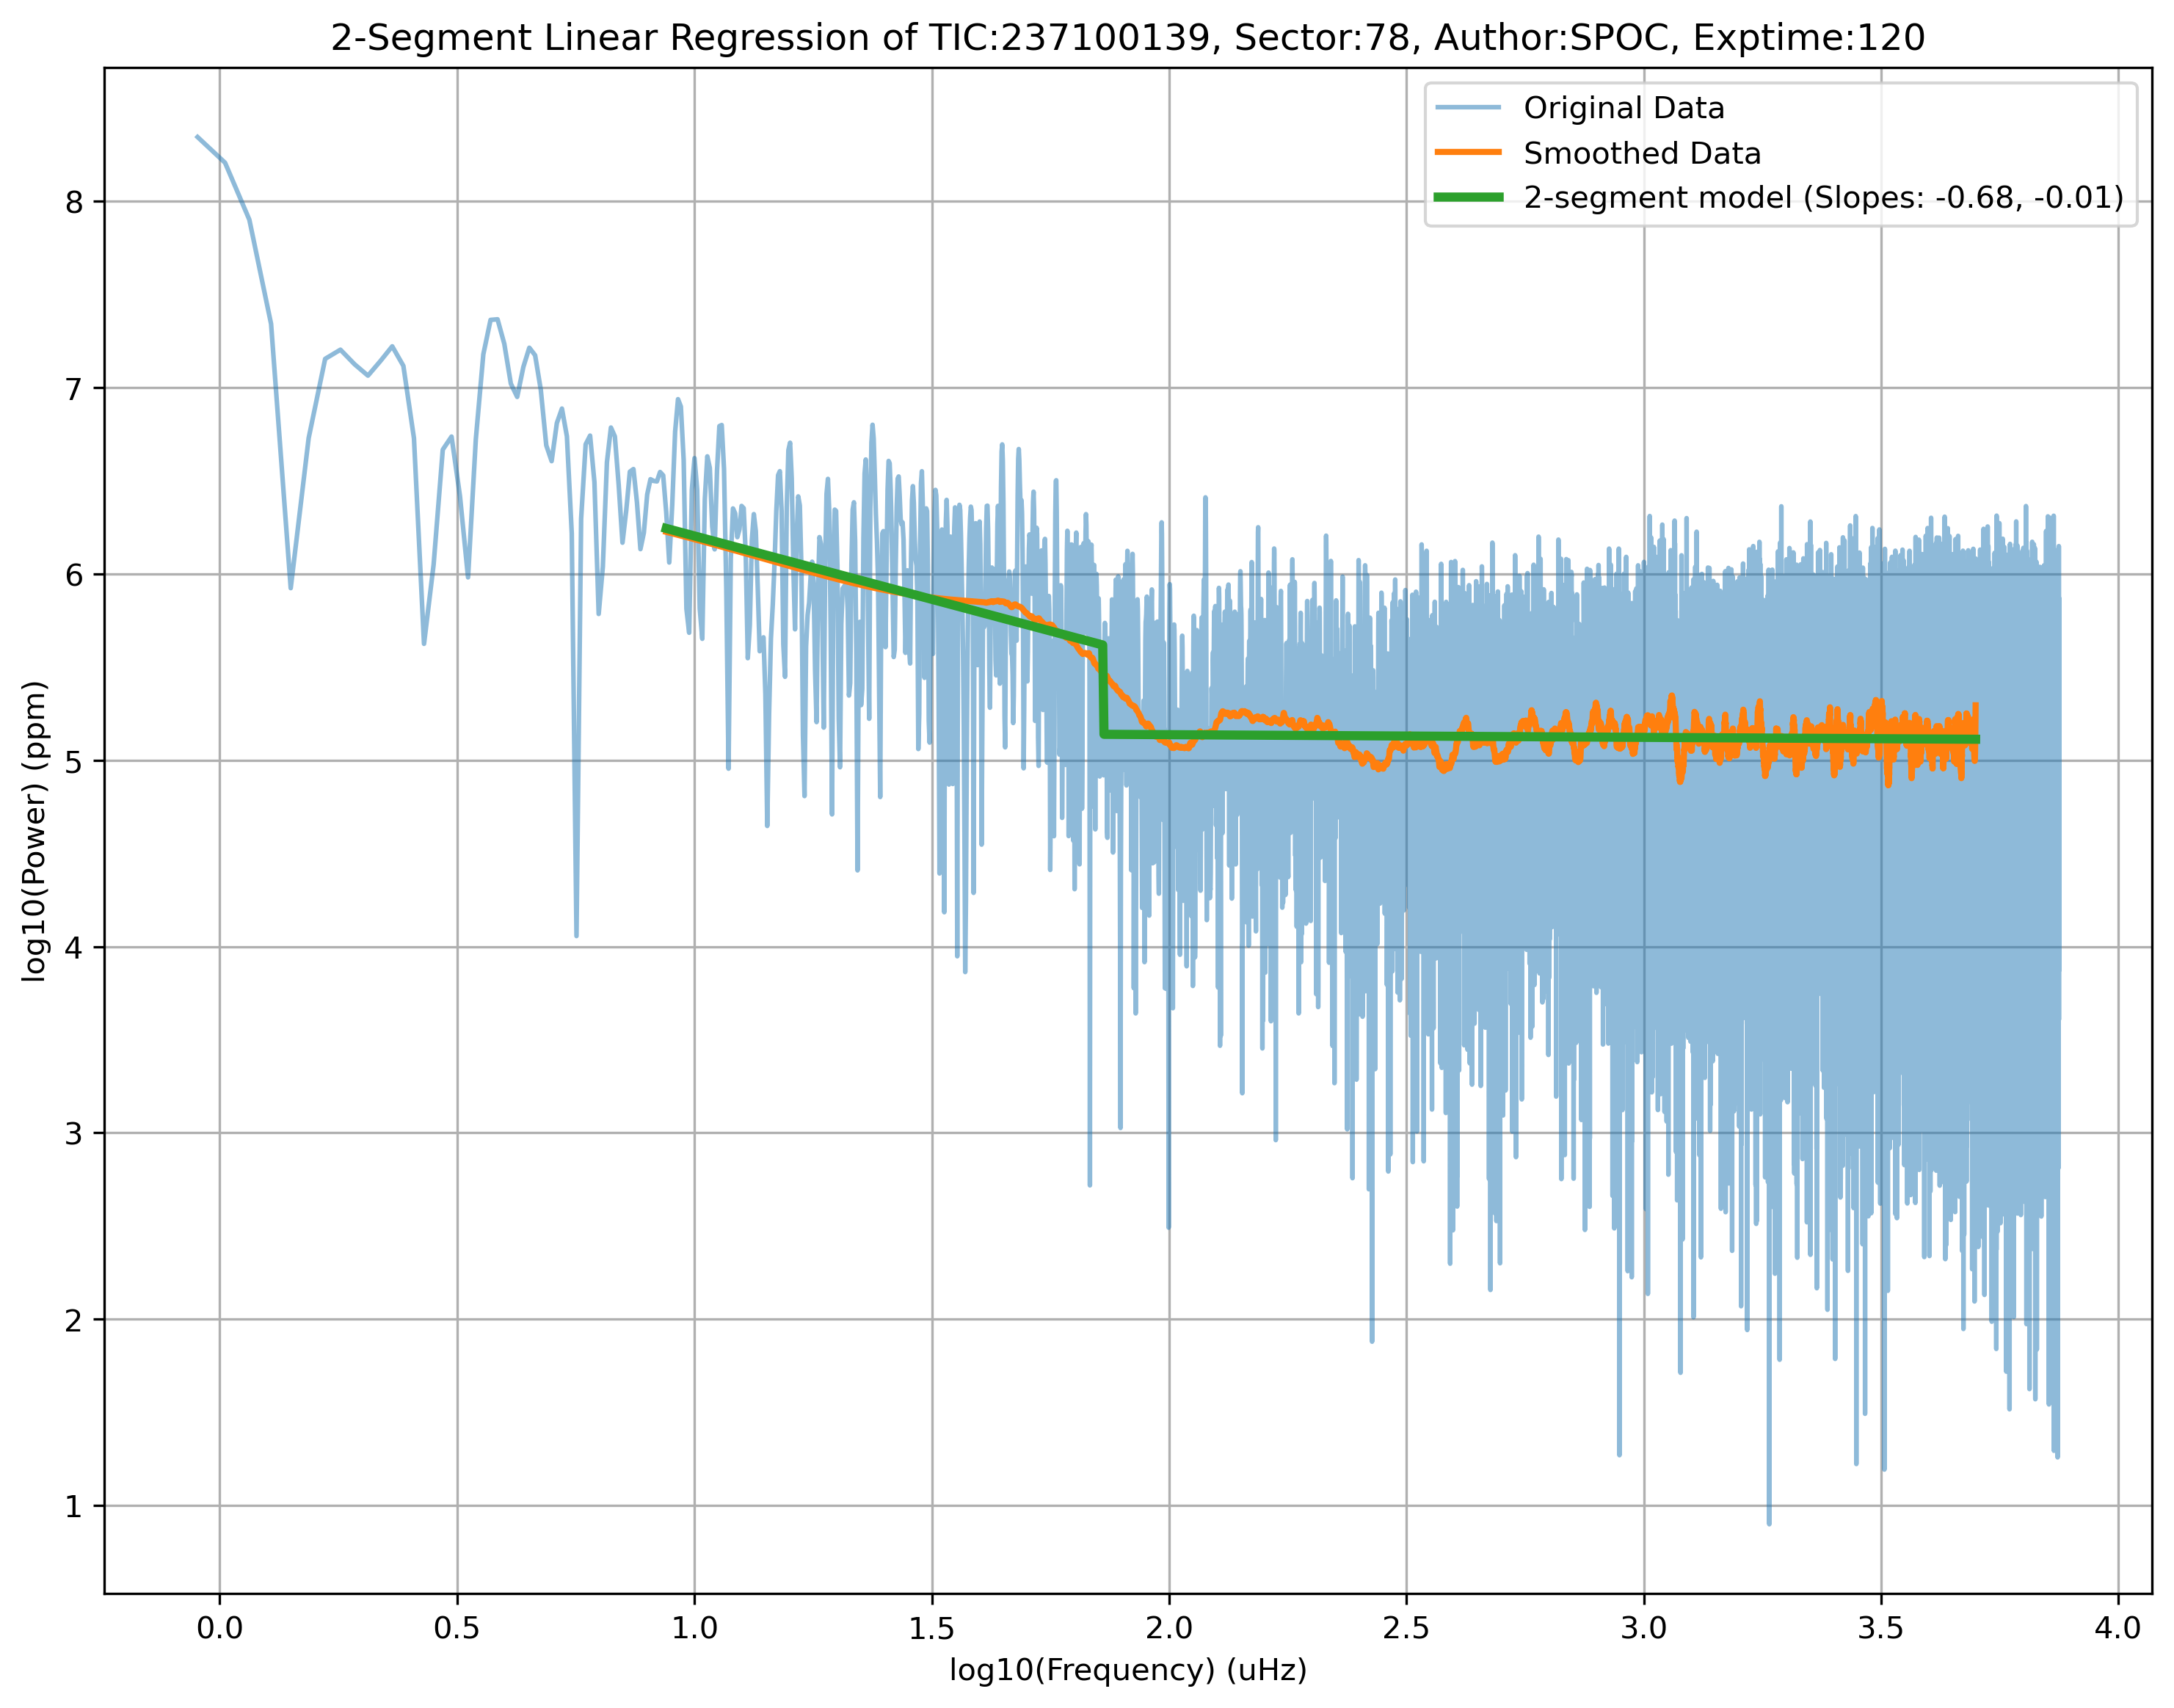 2-Segment Linear Regression of TIC:237100139, Sector:78, Author:SPOC, Exptime:120
Original Data
Smoothed Data
2-segment model (Slopes: -0.68, -0.01)
log10(Power) (ppm)
8
7
6
5
4
3
2
1
0.0 0.5 1.0 1.5 2.0 2.5 3.0 3.5 4.0
log10(Frequency) (uHz)